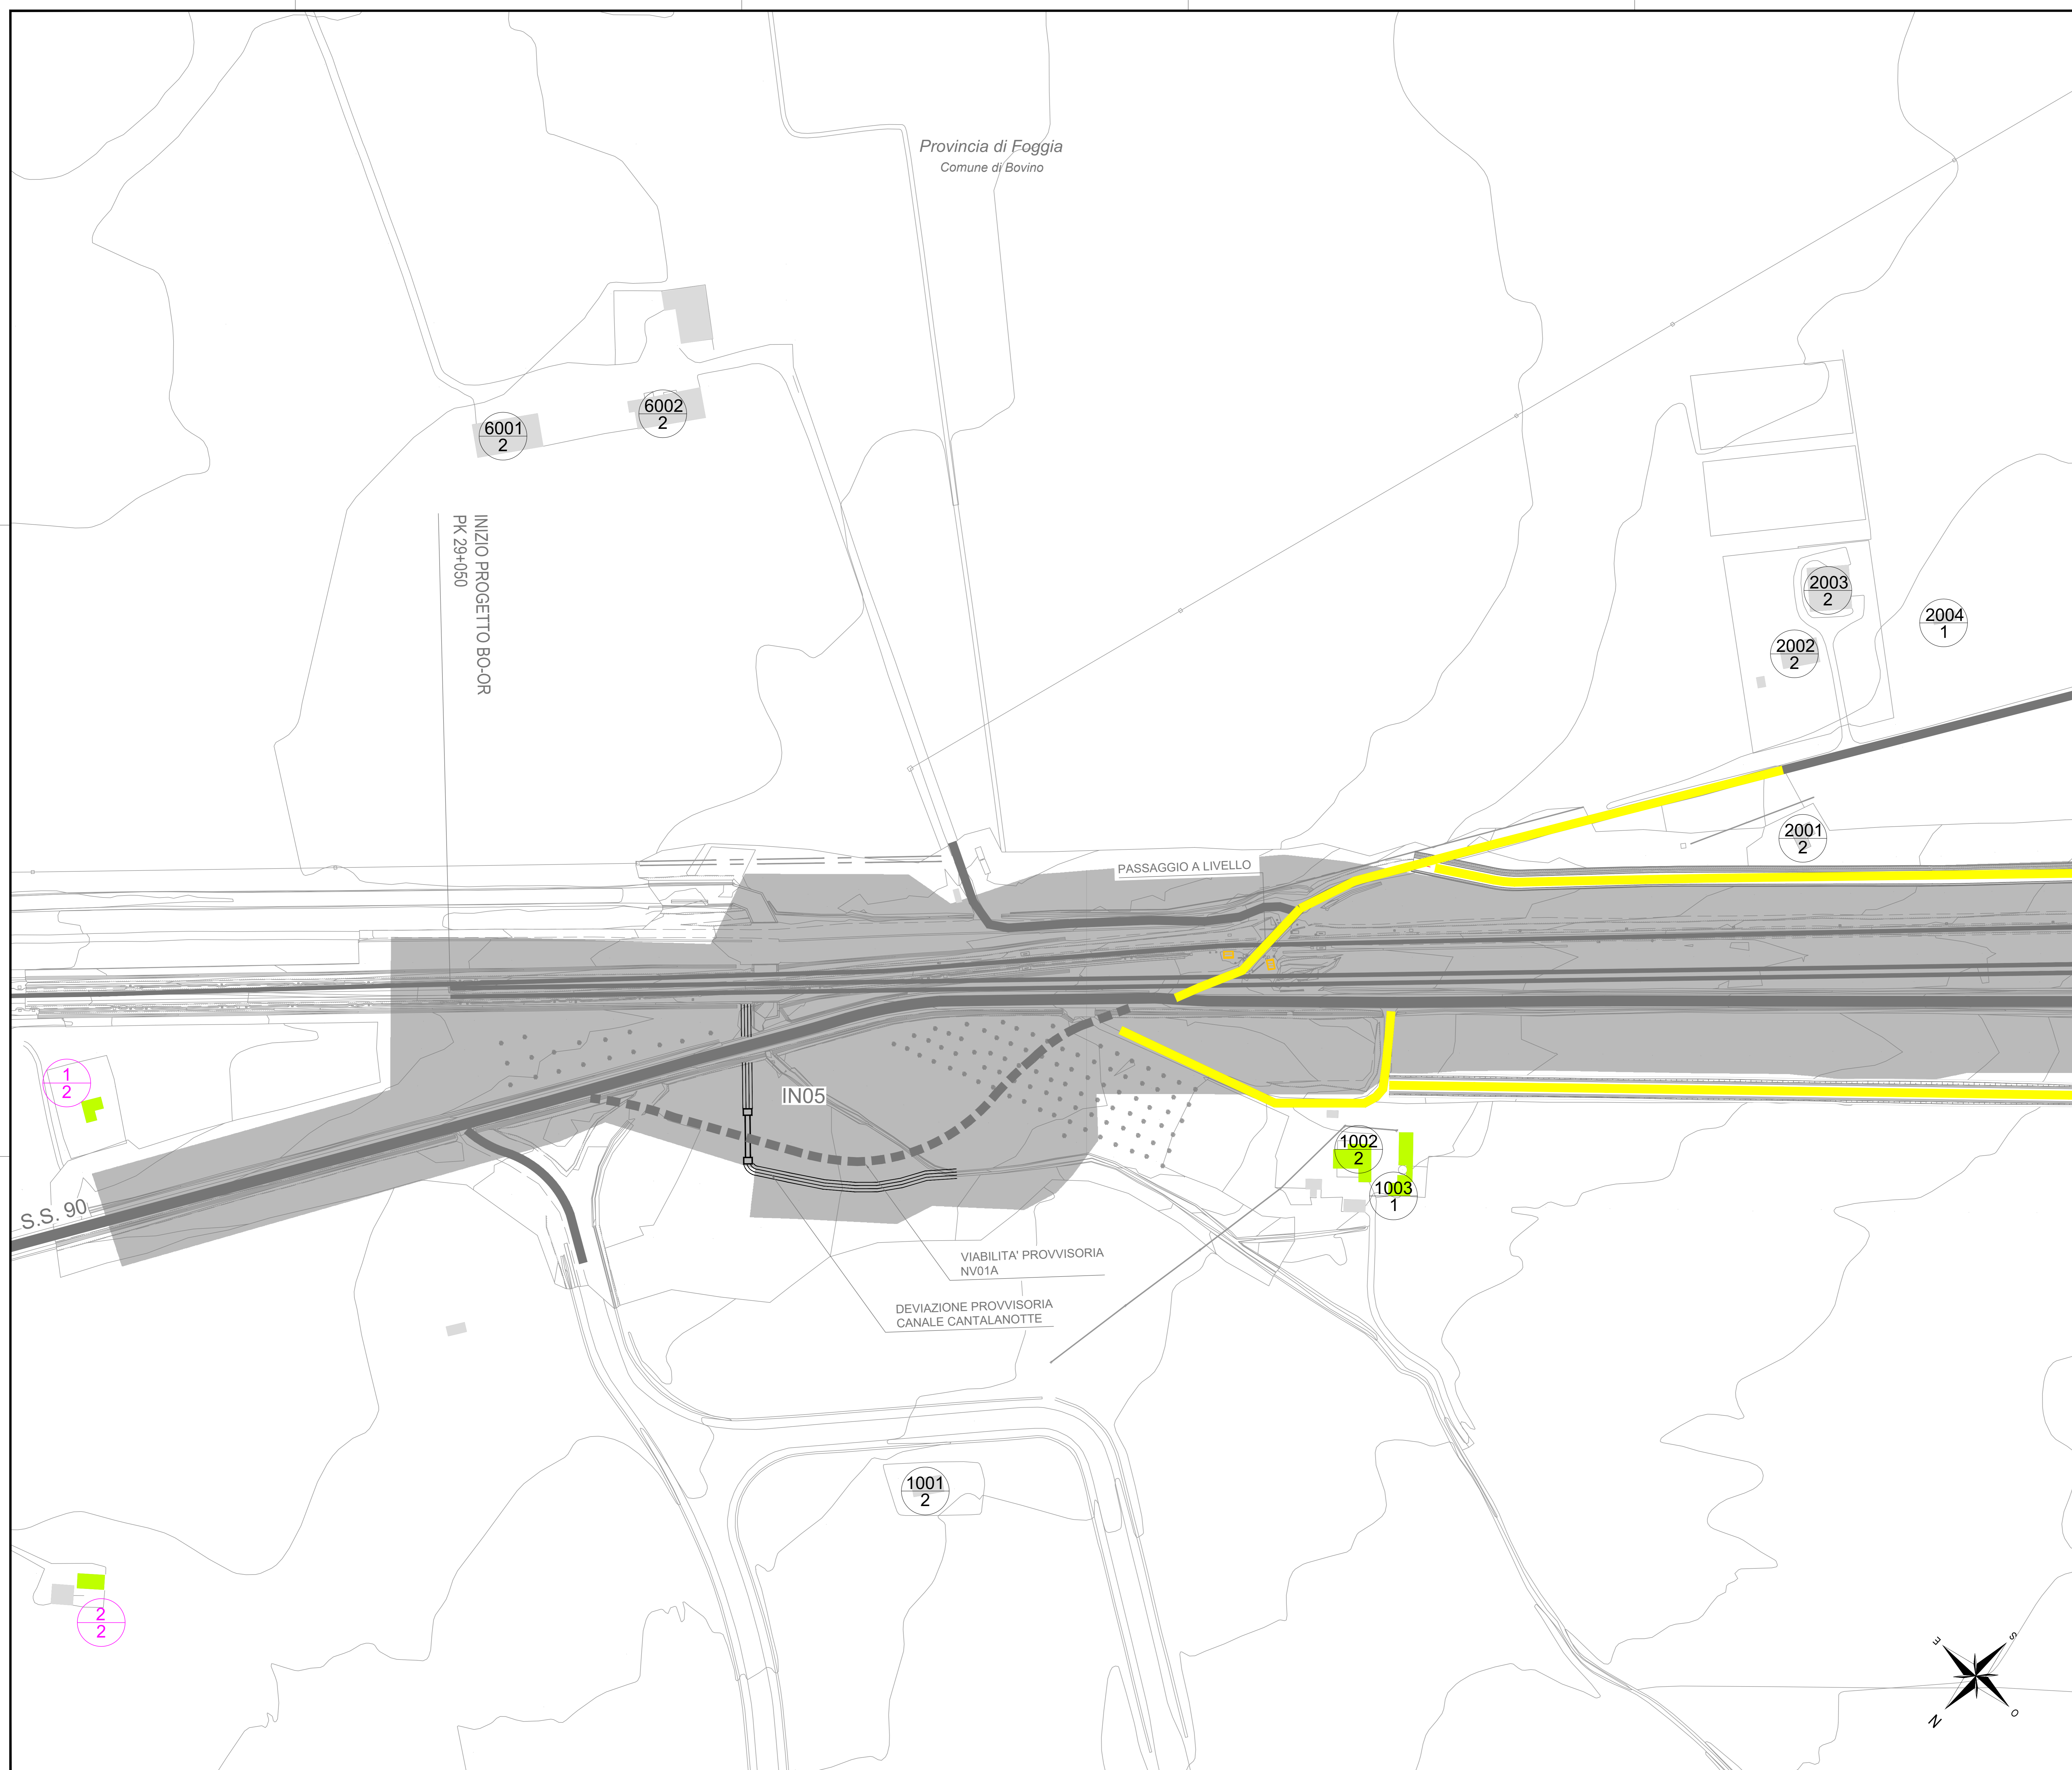 Provincia di Foggia
Comune di Bovino
6001
2
6002
2
INIZIO PROGETTO BO-OR
PK 29+050
2003
2
2004
1
2002
2
2001
2
PASSAGGIO A LIVELLO
1
2
IN05
1002
2
1003
1
S.S. 90
VIABILITA' PROVVISORIA
NV01A
DEVIAZIONE PROVVISORIA
CANALE CANTALANOTTE
1001
2
2
2
E
S
N
O